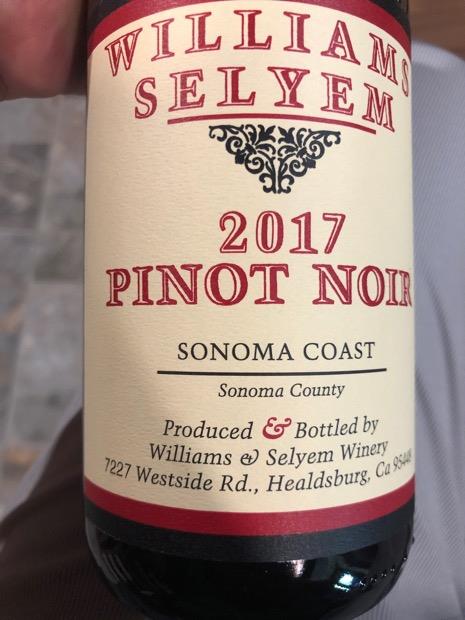 WILLIAMS
SELYEM
2017
PINOT NOIR
SONOMA COAST
Sonoma County
Produced & Bottled by
Williams & Selyem Winery
7227 Westside Rd., Healdsburg, Ca 95448